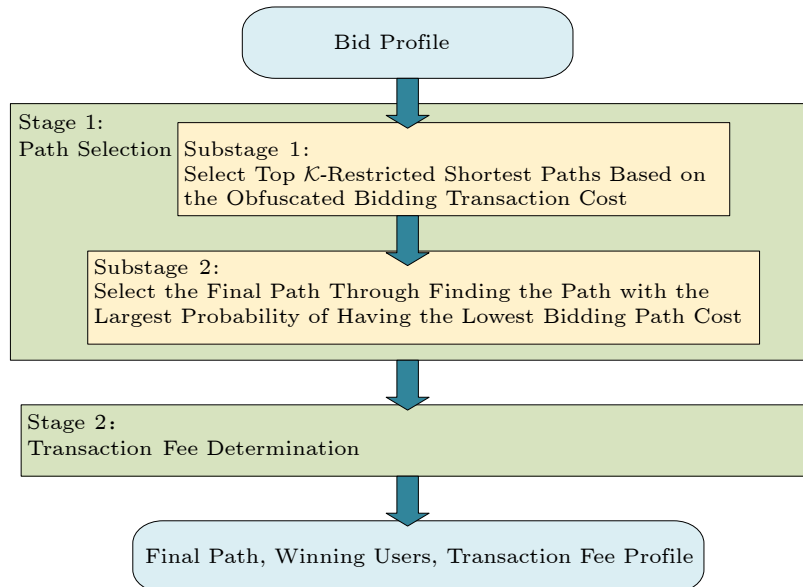 Bid Profile
Stage 1:
Path Selection
Substage 1:
Select Top 𝒦-Restricted Shortest Paths Based on
the Obfuscated Bidding Transaction Cost
Substage 2:
Select the Final Path Through Finding the Path with the
Largest Probability of Having the Lowest Bidding Path Cost
Stage 2:
Transaction Fee Determination
Final Path, Winning Users, Transaction Fee Profile